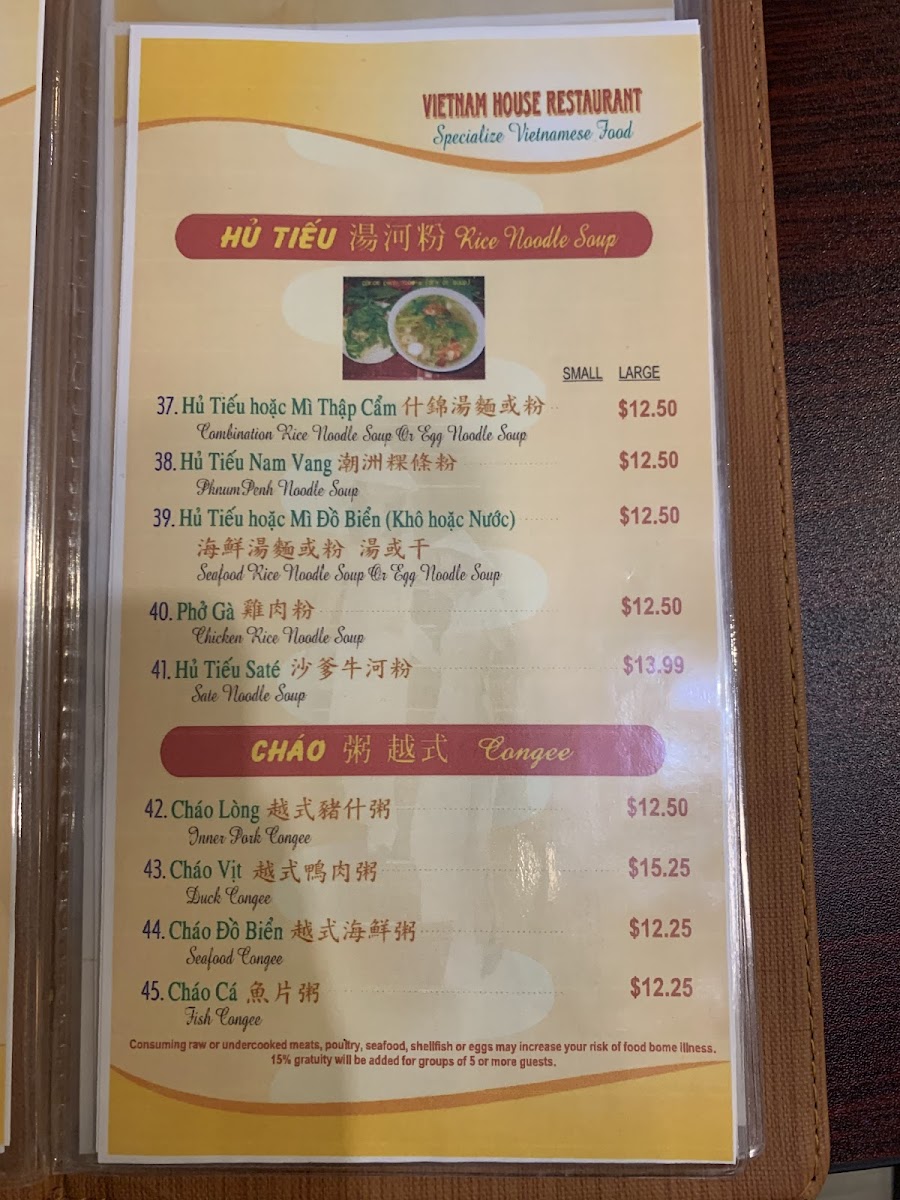 VIETNAM HOUSE RESTAURANT
Specialize Vietnamese Food
HỦ TIẾU 湯河粉 Rice Noodle Soup
SMALL LARGE
37. Hủ Tiếu hoặc Mì Thập Cẩm 什錦湯麵或粉 $12.50
Combination Rice Noodle Soup Or Egg Noodle Soup
38. Hủ Tiếu Nam Vang 潮洲粿條粉 $12.50
PhnumPenh Noodle Soup
39. Hủ Tiếu hoặc Mì Đồ Biển (Khô hoặc Nước) $12.50
海鮮湯麵或粉 湯或干
Seafood Rice Noodle Soup Or Egg Noodle Soup
40. Phở Gà 雞肉粉 $12.50
Chicken Rice Noodle Soup
41. Hủ Tiếu Saté 沙爹牛河粉 $13.99
Sate Noodle Soup
CHÁO 粥 越式 Congee
42. Cháo Lòng 越式豬什粥 $12.50
Inner Pork Congee
43. Cháo Vịt 越式鴨肉粥 $15.25
Duck Congee
44. Cháo Đồ Biển 越式海鮮粥 $12.25
Seafood Congee
45. Cháo Cá 魚片粥 $12.25
Fish Congee
Consuming raw or undercooked meats, poultry, seafood, shellfish or eggs may increase your risk of food borne illness.
15% gratuity will be added for groups of 5 or more guests.